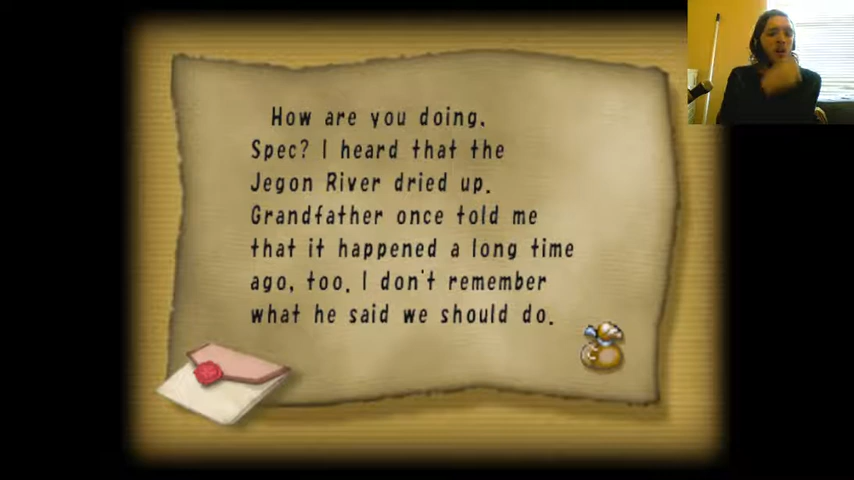 How are you doing.
Spec? I heard that the
Jegon River dried up.
Grandfather once told me
that it happened a long time
ago, too. I don't remember
what he said we should do.